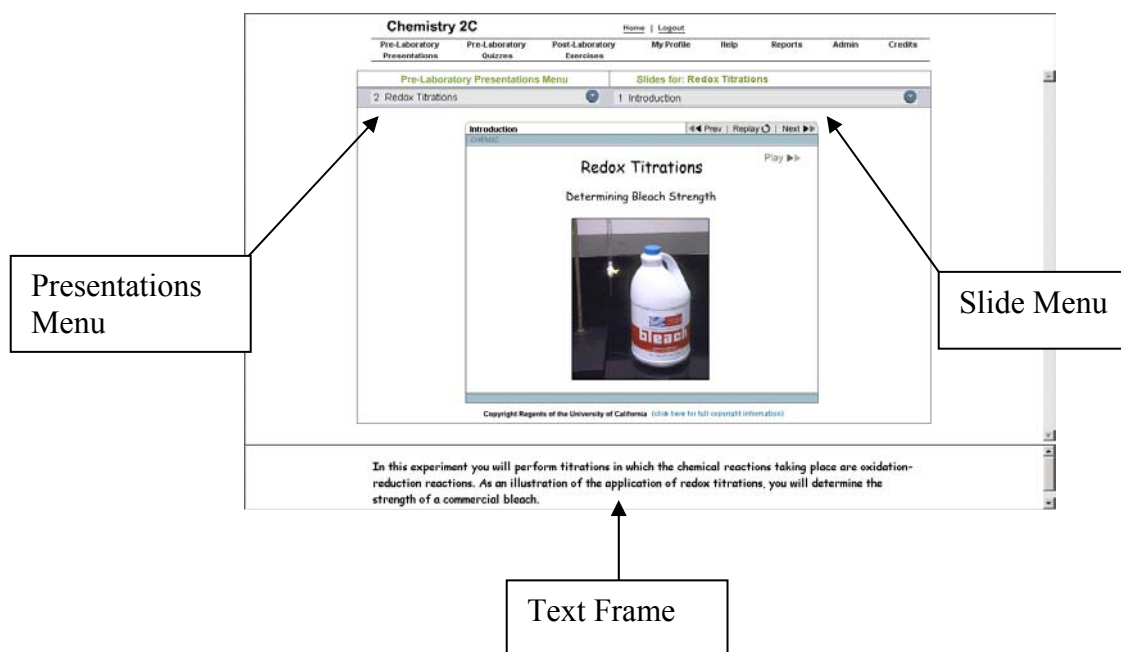 Chemistry 2C
Home | Logout
Pre-Laboratory Presentations
Pre-Laboratory Quizzes
Post-Laboratory Exercises
My Profile
Help
Reports
Admin
Credits
Pre-Laboratory Presentations Menu
Slides for: Redox Titrations
2 Redox Titrations
1 Introduction
Introduction
Prev | Replay | Next
CHEM2C
Play
Redox Titrations
Determining Bleach Strength
bleach
Copyright Regents of the University of California (click here for full copyright information)
Presentations
Menu
Slide Menu
In this experiment you will perform titrations in which the chemical reactions taking place are oxidation-
reduction reactions. As an illustration of the application of redox titrations, you will determine the
strength of a commercial bleach.
Text Frame